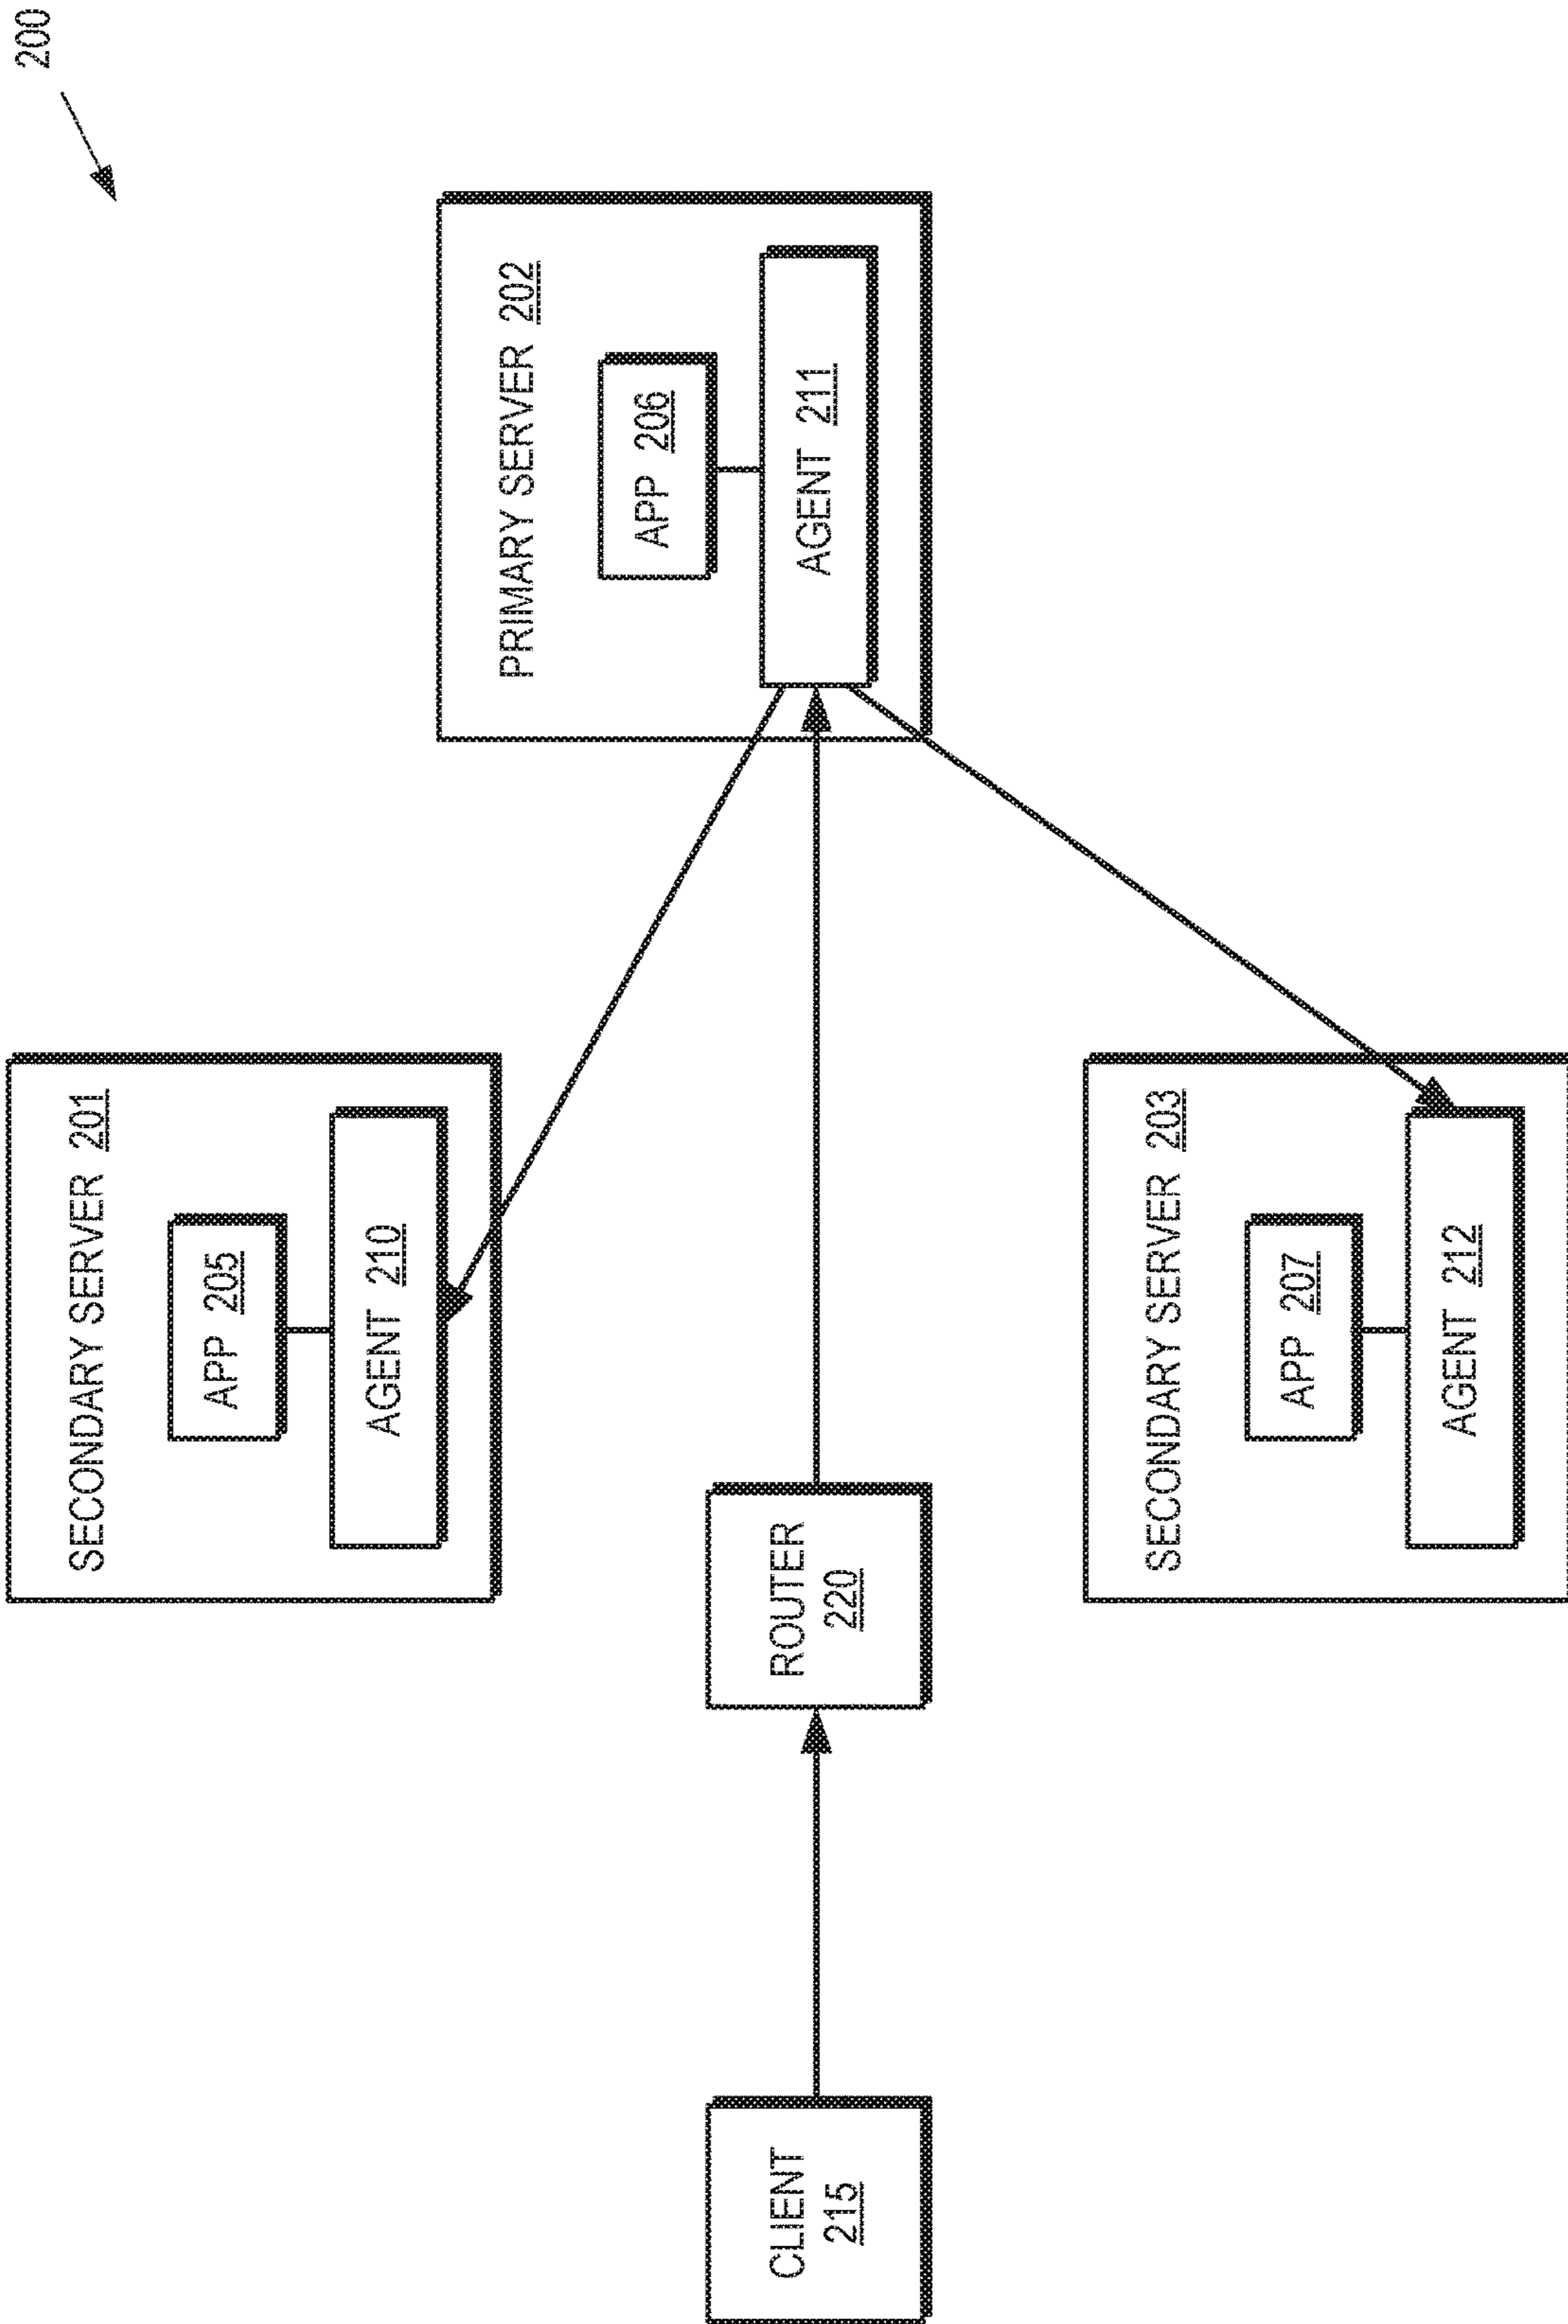 200
SECONDARY SERVER 201
APP 205
AGENT 210
PRIMARY SERVER 202
APP 206
AGENT 211
CLIENT
215
ROUTER
220
SECONDARY SERVER 203
APP 207
AGENT 212